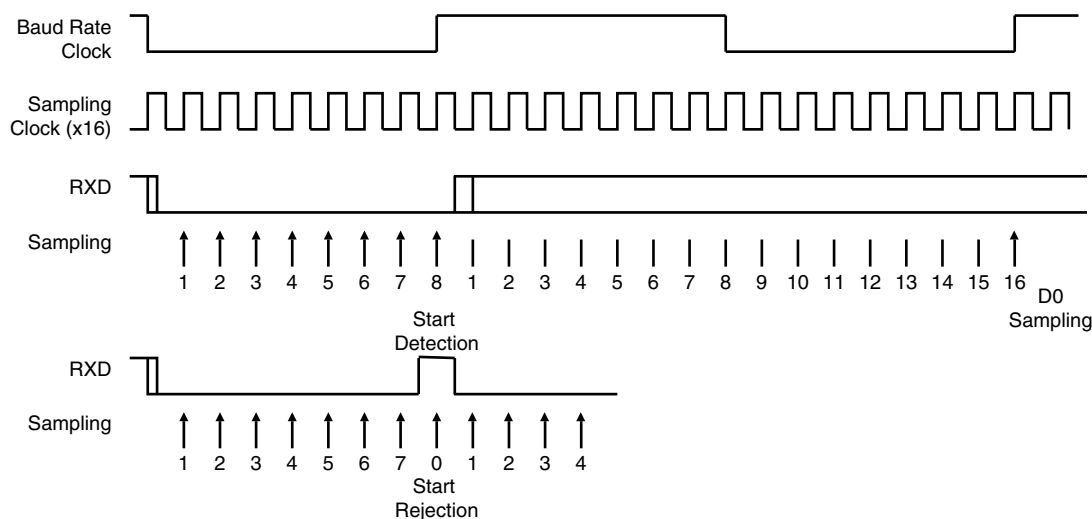 Baud Rate
Clock
Sampling
Clock (x16)
RXD
Sampling
1 2 3 4 5 6 7 8 1 2 3 4 5 6 7 8 9 10 11 12 13 14 15 16
D0
Sampling
Start
Detection
RXD
Sampling
1 2 3 4 5 6 7 0 1 2 3 4
Start
Rejection